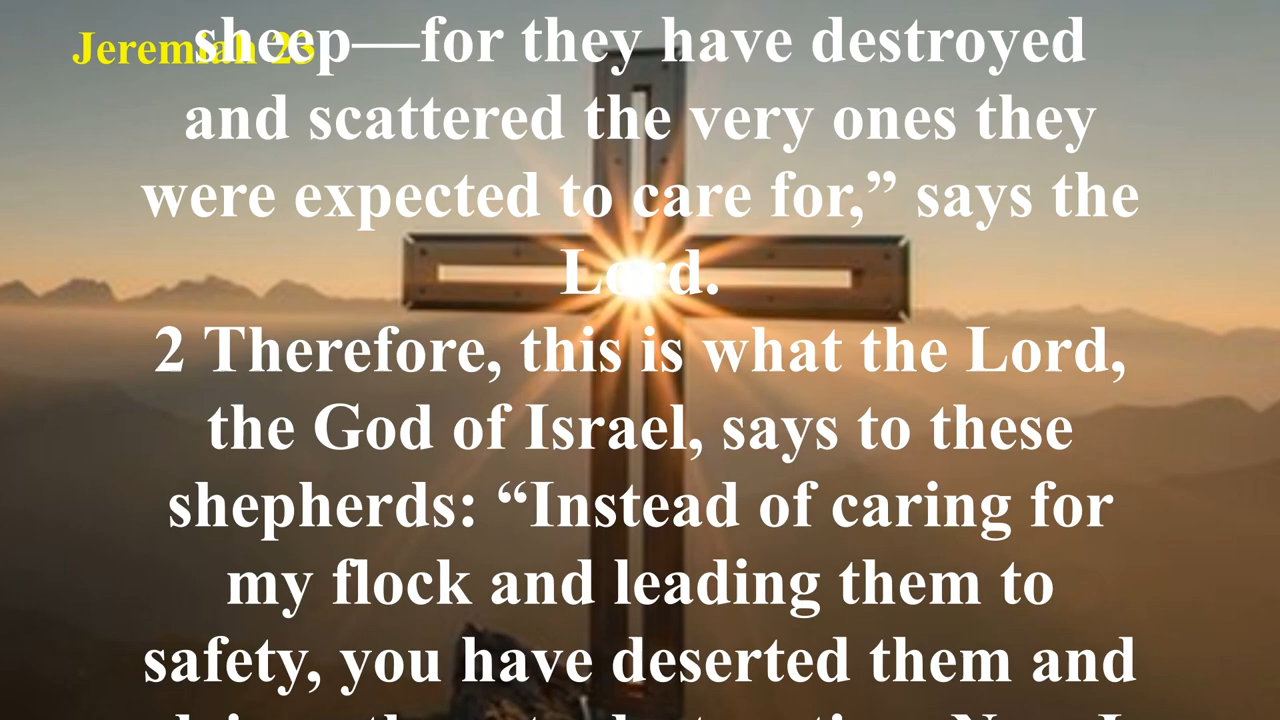 Jeremiah 23
sheep—for they have destroyed
and scattered the very ones they
were expected to care for,” says the
Lord.
2 Therefore, this is what the Lord,
the God of Israel, says to these
shepherds: “Instead of caring for
my flock and leading them to
safety, you have deserted them and